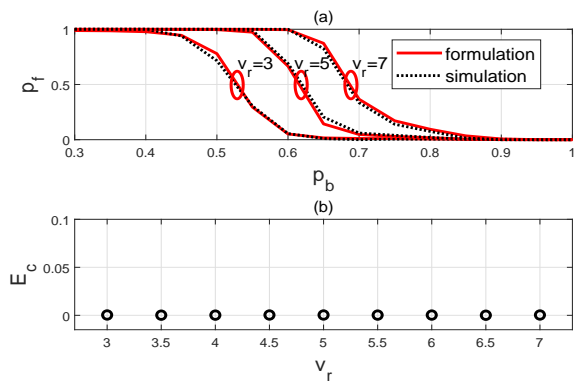 (a)
p_f
1
0.5
0
v_r=3
v_r=5
v_r=7
formulation
simulation
0.3 0.4 0.5 0.6 0.7 0.8 0.9 1
p_b
(b)
E_c
0.1
0.05
0
3 3.5 4 4.5 5 5.5 6 6.5 7
v_r